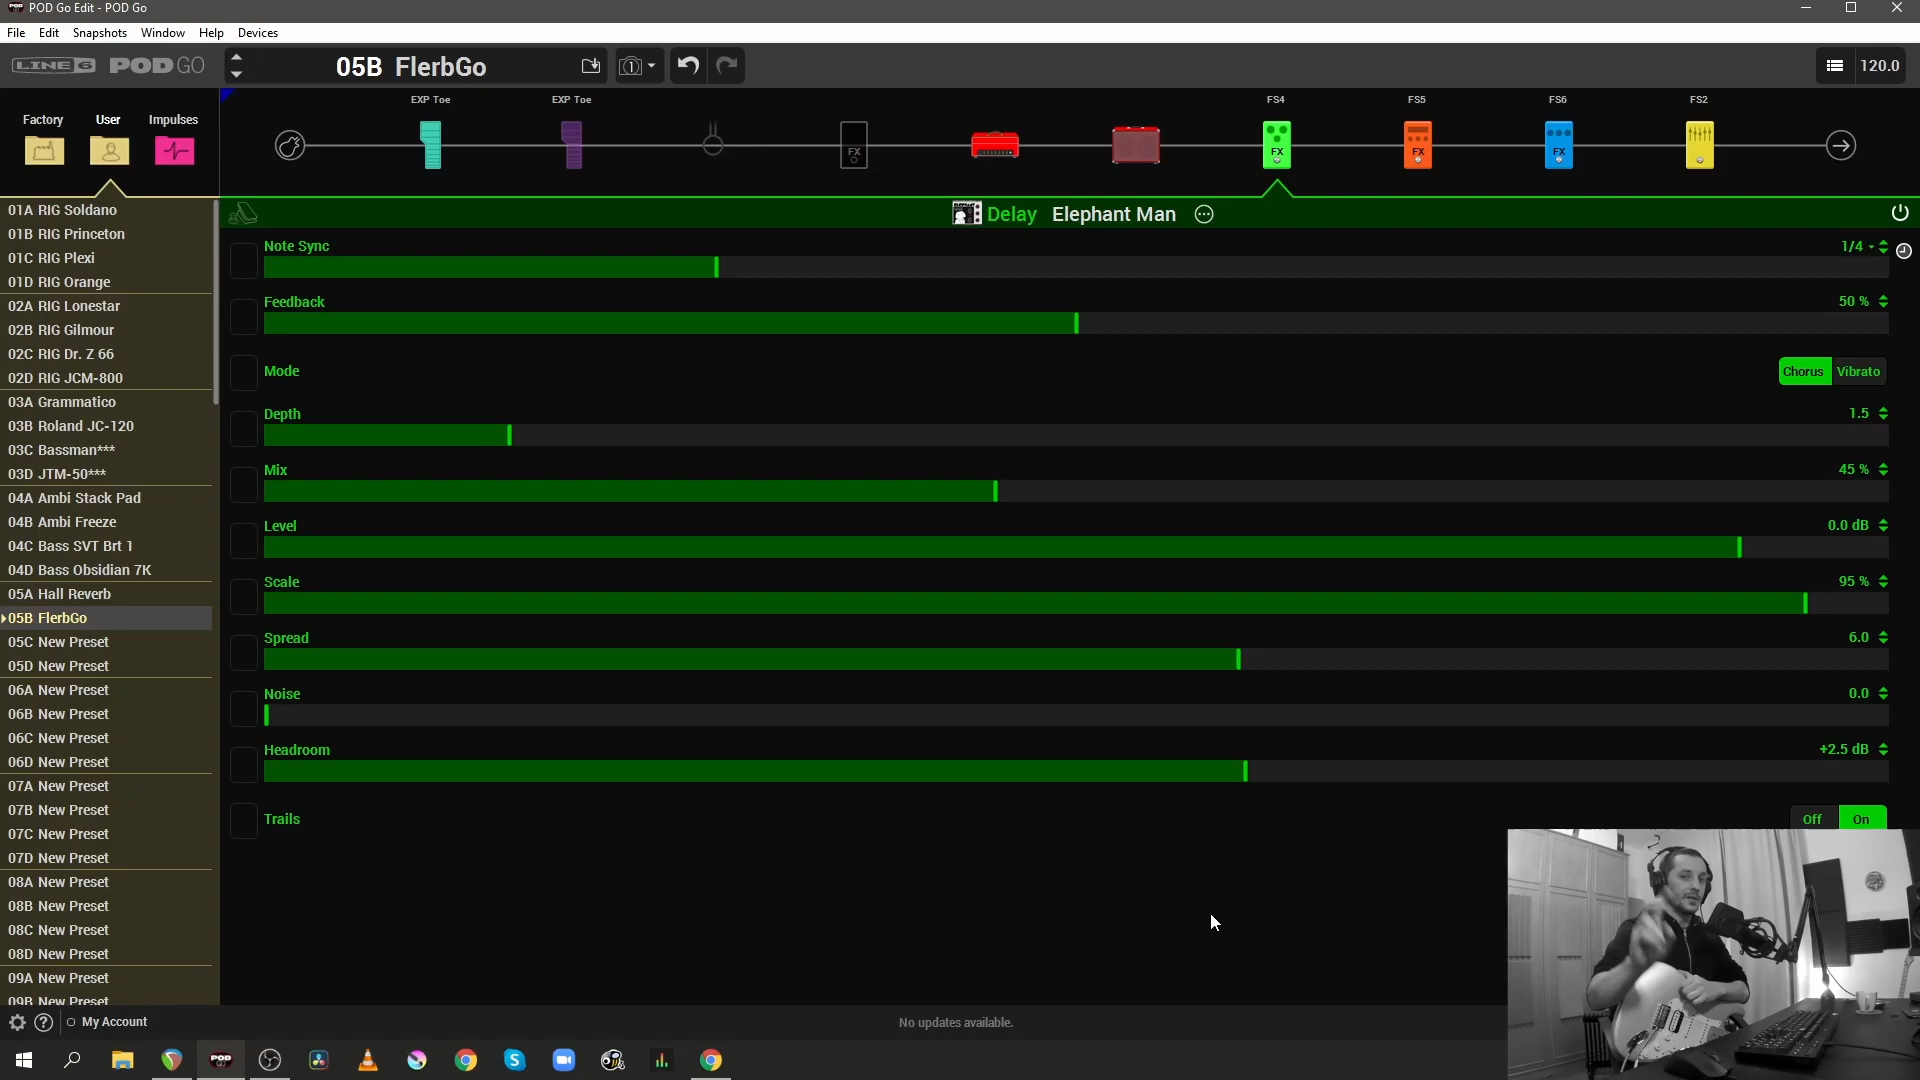 POD Go Edit - POD Go
File Edit Snapshots Window Help Devices
LINE 6 POD GO
05B FlerbGo
1
120.0
Factory User Impulses
EXP Toe EXP Toe FS4 FS5 FS6 FS2
FX FX FX FX
Delay Elephant Man
01A RIG Soldano
01B RIG Princeton
01C RIG Plexi
01D RIG Orange
02A RIG Lonestar
02B RIG Gilmour
02C RIG Dr. Z 66
02D RIG JCM-800
03A Grammatico
03B Roland JC-120
03C Bassman***
03D JTM-50***
04A Ambi Stack Pad
04B Ambi Freeze
04C Bass SVT Brt 1
04D Bass Obsidian 7K
05A Hall Reverb
05B FlerbGo
05C New Preset
05D New Preset
06A New Preset
06B New Preset
06C New Preset
06D New Preset
07A New Preset
07B New Preset
07C New Preset
07D New Preset
08A New Preset
08B New Preset
08C New Preset
08D New Preset
09A New Preset
09B New Preset
Note Sync 1/4
Feedback 50 %
Mode Chorus Vibrato
Depth 1.5
Mix 45 %
Level 0.0 dB
Scale 95 %
Spread 6.0
Noise 0.0
Headroom +2.5 dB
Trails Off On
? My Account
No updates available.
POD